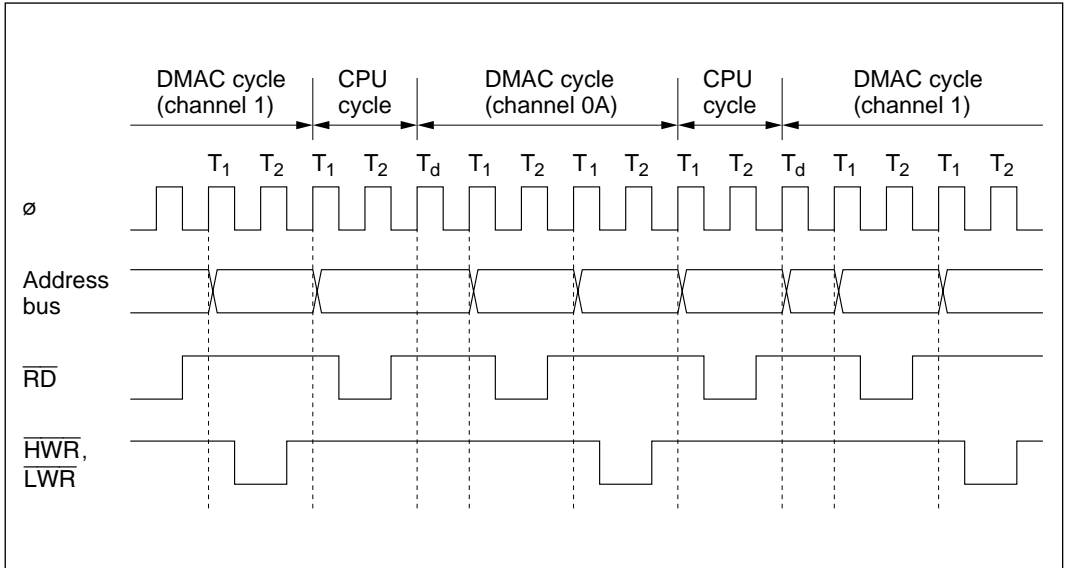 DMAC cycle (channel 1) CPU cycle DMAC cycle (channel 0A) CPU cycle DMAC cycle (channel 1)
T1 T2 T1 T2 Td T1 T2 T1 T2 T1 T2 Td T1 T2 T1 T2
ø
Address
bus
RD
HWR,
LWR